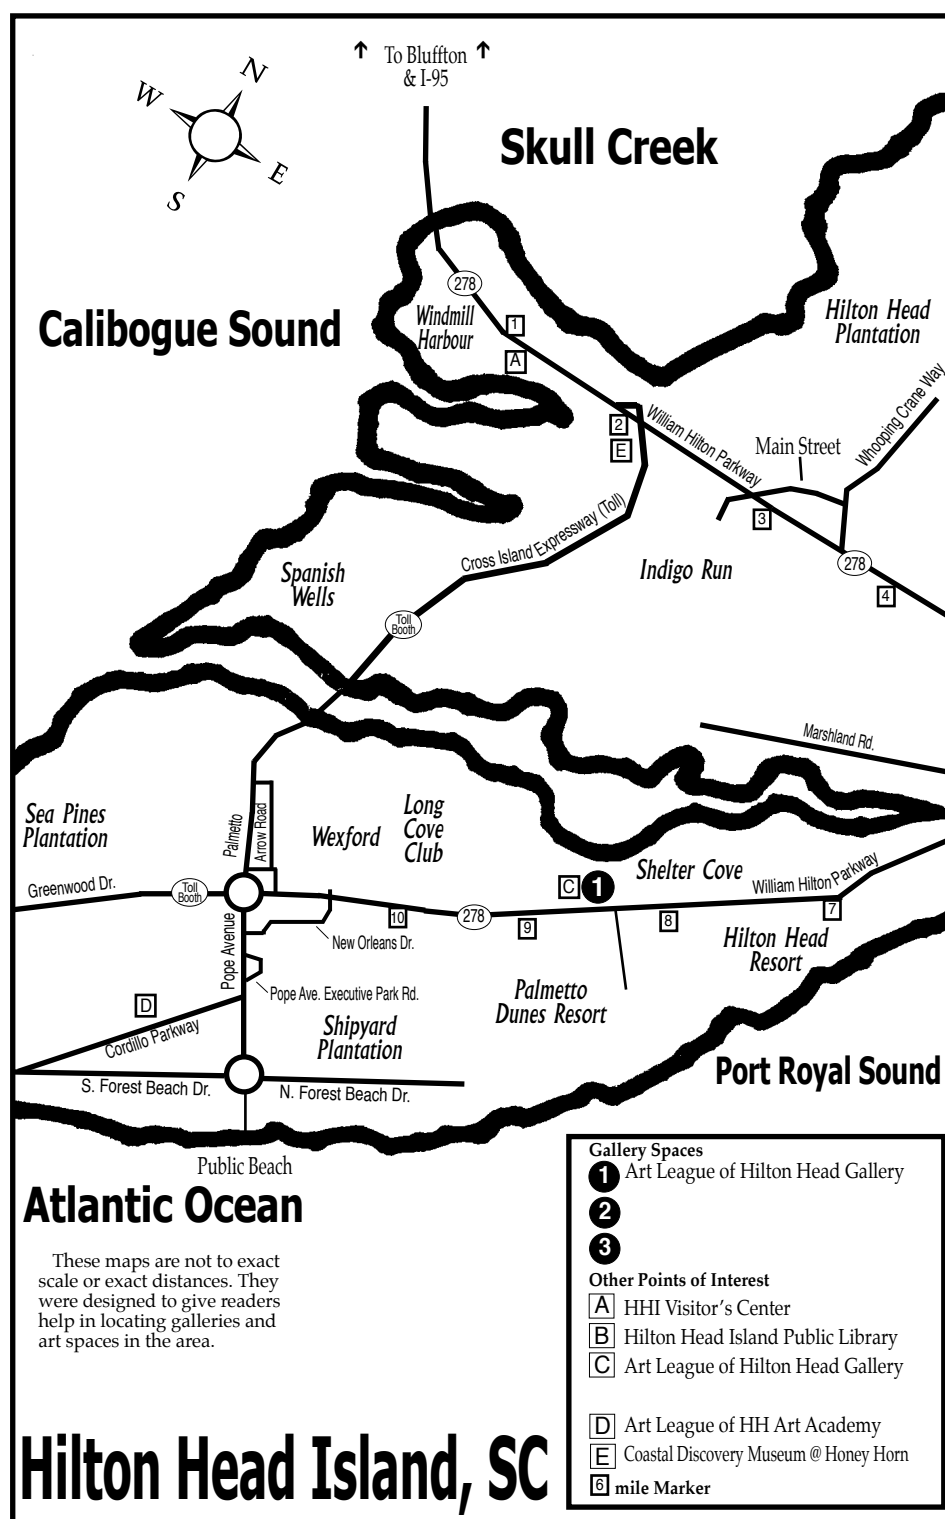 To Bluffton
& I-95
N
W
E
S
Skull Creek
278
Calibogue Sound
Windmill
Harbour
1
A
Hilton Head
Plantation
2
E
William Hilton Parkway
Main Street
Whooping Crane Way
3
Cross Island Expressway (Toll)
278
4
Indigo Run
Spanish
Wells
Toll
Booth
Marshland Rd.
Sea Pines
Plantation
Palmetto
Arrow Road
Wexford
Long
Cove
Club
Shelter Cove
William Hilton Parkway
C
1
Greenwood Dr.
Toll
Booth
10
278
9
8
7
Pope Avenue
New Orleans Dr.
Hilton Head
Resort
Pope Ave. Executive Park Rd.
Palmetto
Dunes Resort
D
Cordillo Parkway
Shipyard
Plantation
Port Royal Sound
S. Forest Beach Dr.
N. Forest Beach Dr.
Public Beach
Atlantic Ocean
These maps are not to exact
scale or exact distances. They
were designed to give readers
help in locating galleries and
art spaces in the area.
Gallery Spaces
1 Art League of Hilton Head Gallery
2
3
Other Points of Interest
A HHI Visitor's Center
B Hilton Head Island Public Library
C Art League of Hilton Head Gallery
D Art League of HH Art Academy
E Coastal Discovery Museum @ Honey Horn
6 mile Marker
Hilton Head Island, SC